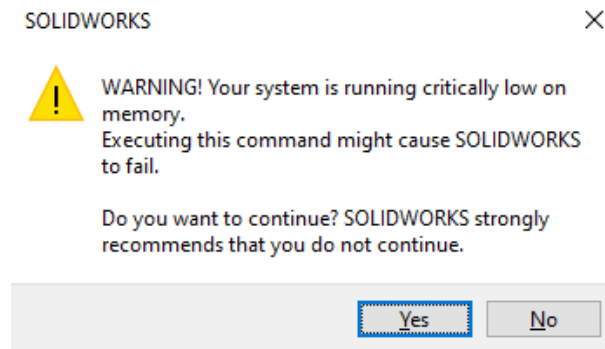 SOLIDWORKS
WARNING! Your system is running critically low on
memory.
Executing this command might cause SOLIDWORKS
to fail.
Do you want to continue? SOLIDWORKS strongly
recommends that you do not continue.
Yes
No